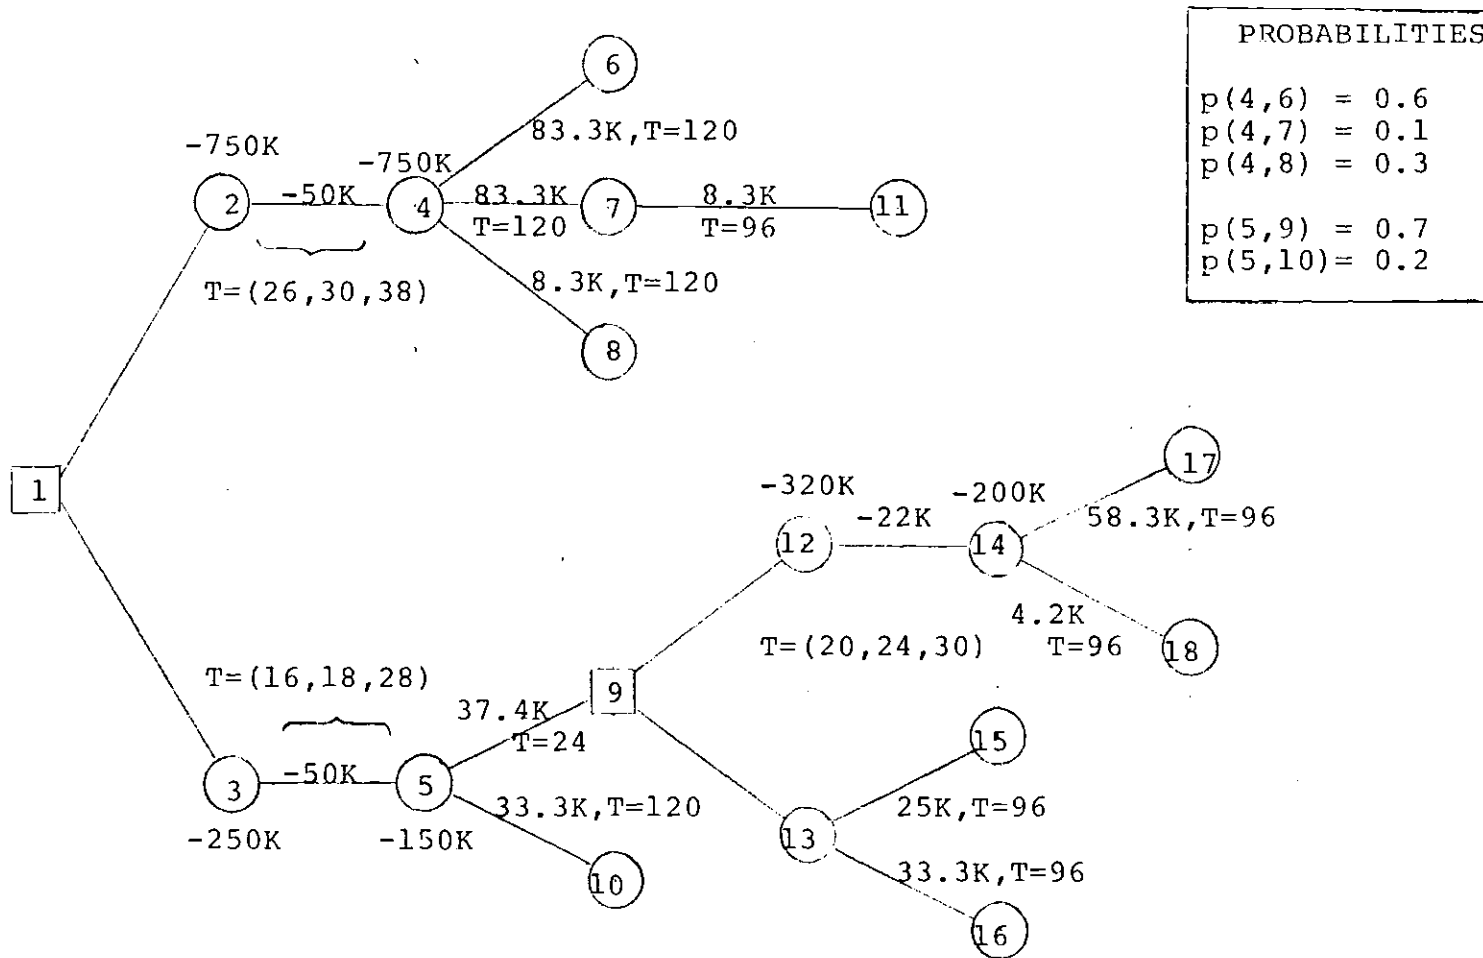 PROBABILITIES
p(4,6) = 0.6
p(4,7) = 0.1
p(4,8) = 0.3
p(5,9) = 0.7
p(5,10)= 0.2
6
83.3K,T=120
-750K
-750K
2
-50K
4
83.3K
T=120
7
8.3K
T=96
11
T=(26,30,38)
8.3K,T=120
8
1
17
-320K
-200K
-22K
58.3K,T=96
12
14
4.2K
T=96
T=(20,24,30)
18
T=(16,18,28)
9
37.4K
T=24
15
3
-50K
5
33.3K,T=120
25K,T=96
-250K
-150K
13
10
33.3K,T=96
16